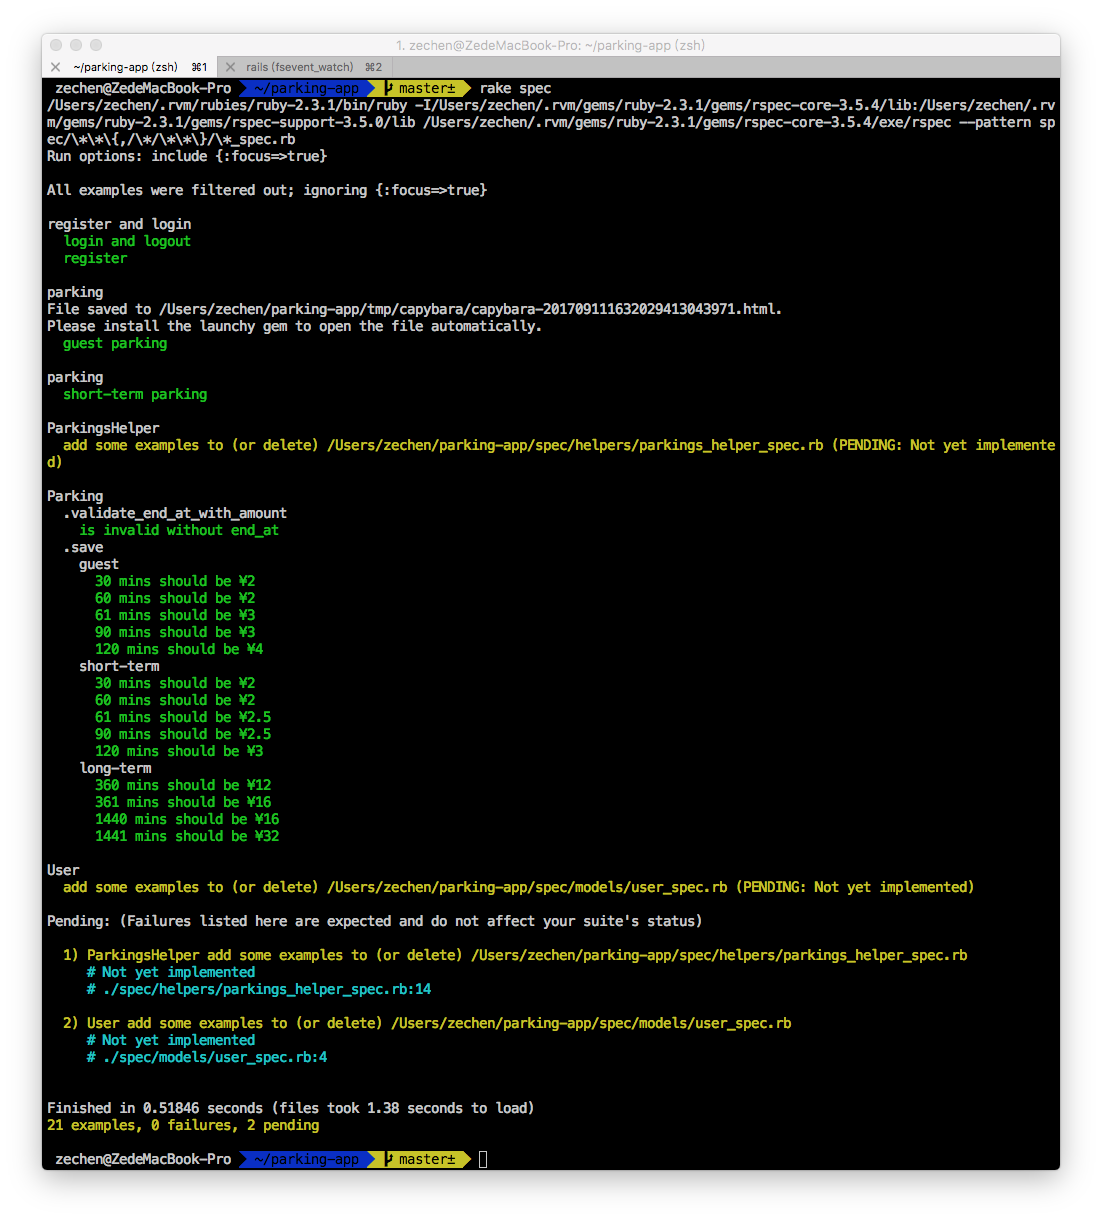 1. zechen@ZedeMacBook-Pro: ~/parking-app (zsh)
~/parking-app (zsh) ⌘1 rails (fsevent_watch) ⌘2
zechen@ZedeMacBook-Pro ~/parking-app master± rake spec
/Users/zechen/.rvm/rubies/ruby-2.3.1/bin/ruby -I/Users/zechen/.rvm/gems/ruby-2.3.1/gems/rspec-core-3.5.4/lib:/Users/zechen/.rv
m/gems/ruby-2.3.1/gems/rspec-support-3.5.0/lib /Users/zechen/.rvm/gems/ruby-2.3.1/gems/rspec-core-3.5.4/exe/rspec --pattern sp
ec/\*\*\{,/\*/\*\*\}/\*_spec.rb
Run options: include {:focus=>true}
All examples were filtered out; ignoring {:focus=>true}
register and login
login and logout
register
parking
File saved to /Users/zechen/parking-app/tmp/capybara/capybara-201709111632029413043971.html.
Please install the launchy gem to open the file automatically.
guest parking
parking
short-term parking
ParkingsHelper
add some examples to (or delete) /Users/zechen/parking-app/spec/helpers/parkings_helper_spec.rb (PENDING: Not yet implemente
d)
Parking
.validate_end_at_with_amount
is invalid without end_at
.save
guest
30 mins should be ¥2
60 mins should be ¥2
61 mins should be ¥3
90 mins should be ¥3
120 mins should be ¥4
short-term
30 mins should be ¥2
60 mins should be ¥2
61 mins should be ¥2.5
90 mins should be ¥2.5
120 mins should be ¥3
long-term
360 mins should be ¥12
361 mins should be ¥16
1440 mins should be ¥16
1441 mins should be ¥32
User
add some examples to (or delete) /Users/zechen/parking-app/spec/models/user_spec.rb (PENDING: Not yet implemented)
Pending: (Failures listed here are expected and do not affect your suite's status)
1) ParkingsHelper add some examples to (or delete) /Users/zechen/parking-app/spec/helpers/parkings_helper_spec.rb
# Not yet implemented
# ./spec/helpers/parkings_helper_spec.rb:14
2) User add some examples to (or delete) /Users/zechen/parking-app/spec/models/user_spec.rb
# Not yet implemented
# ./spec/models/user_spec.rb:4
Finished in 0.51846 seconds (files took 1.38 seconds to load)
21 examples, 0 failures, 2 pending
zechen@ZedeMacBook-Pro ~/parking-app master±